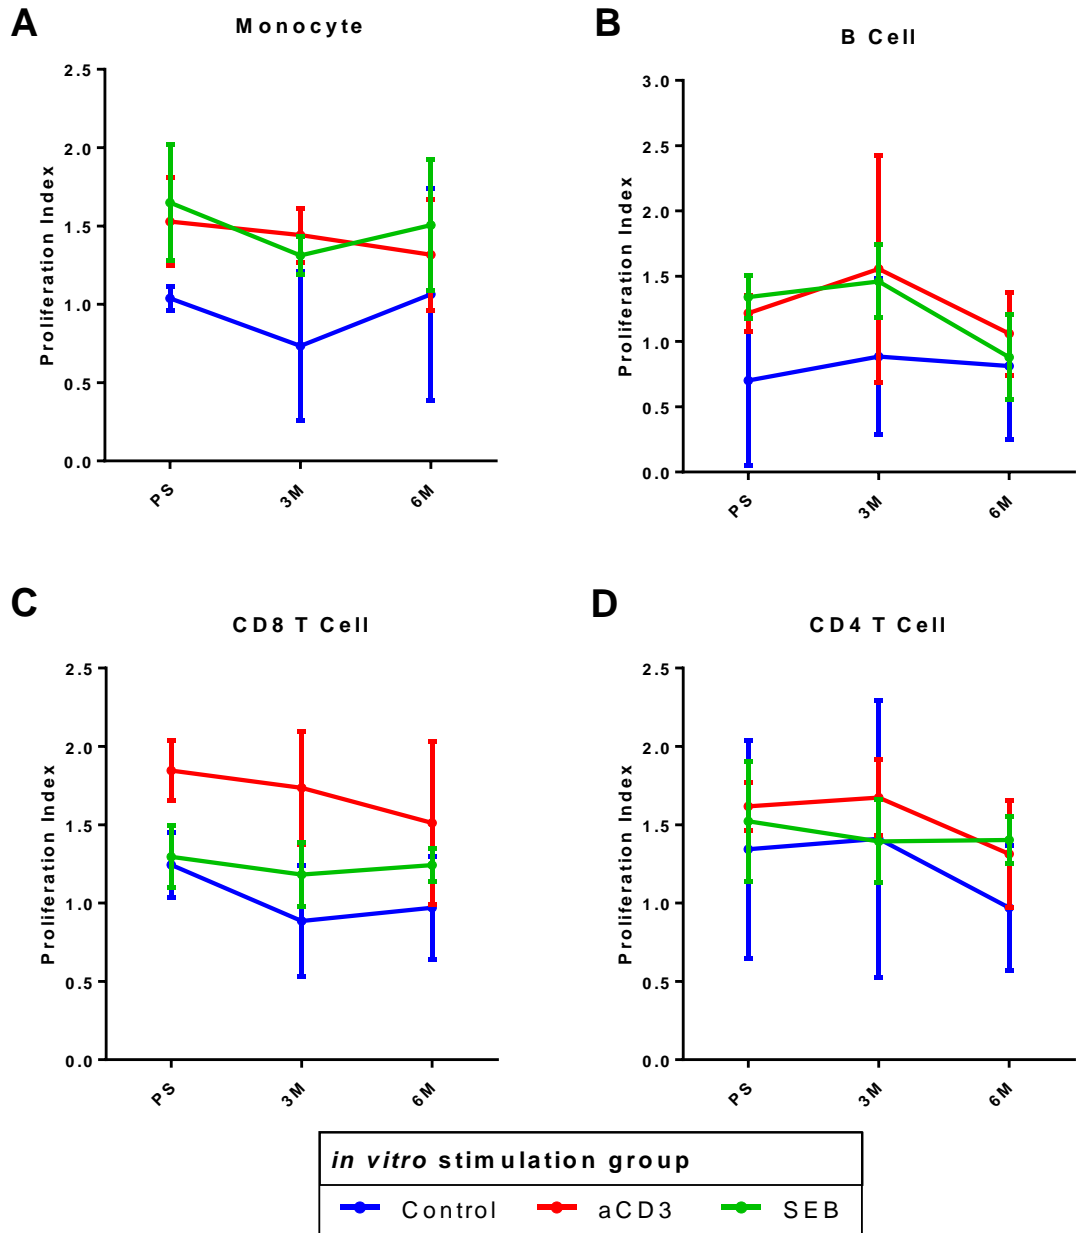 A
Monocyte
Proliferation Index
2.5
2.0
1.5
1.0
0.5
0.0
PS
3M
6M
B
B Cell
Proliferation Index
3.0
2.5
2.0
1.5
1.0
0.5
0.0
PS
3M
6M
C
CD8 T Cell
Proliferation Index
2.5
2.0
1.5
1.0
0.5
0.0
PS
3M
6M
D
CD4 T Cell
Proliferation Index
2.5
2.0
1.5
1.0
0.5
0.0
PS
3M
6M
in vitro stimulation group
Control aCD3 SEB